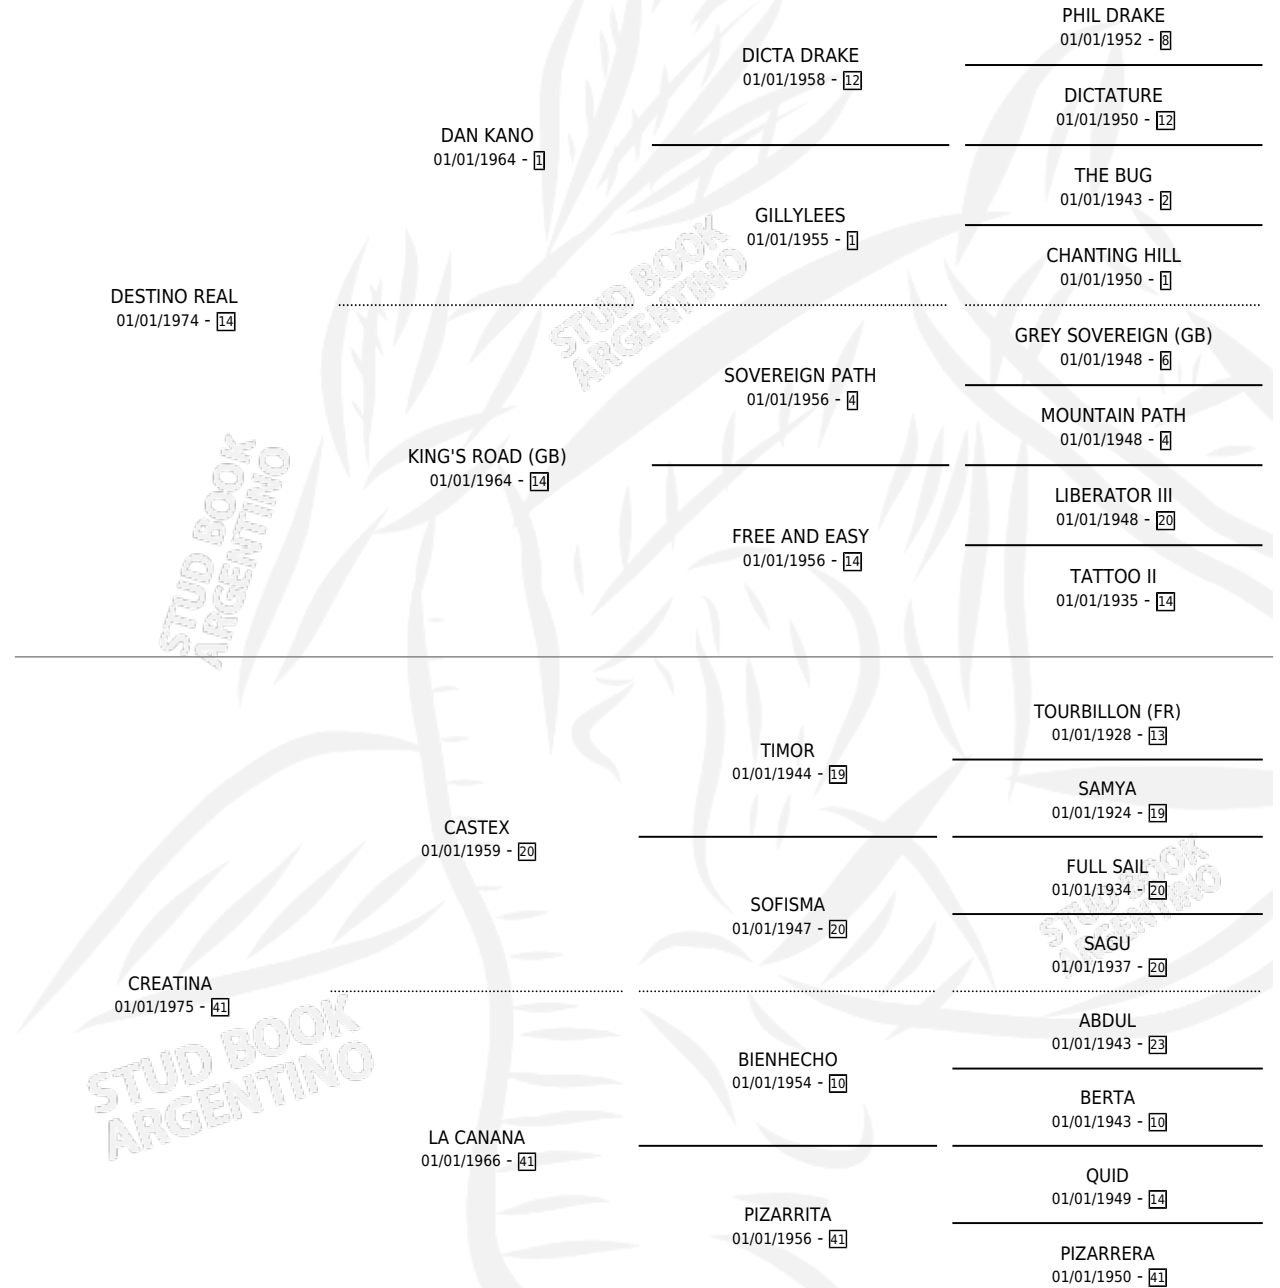 PHIL DRAKE
01/01/1952 - 8
DICTA DRAKE
01/01/1958 - 12
DICTATURE
01/01/1950 - 12
DAN KANO
01/01/1964 - 1
THE BUG
01/01/1943 - 2
GILLYLEES
01/01/1955 - 1
CHANTING HILL
01/01/1950 - 1
DESTINO REAL
01/01/1974 - 14
GREY SOVEREIGN (GB)
01/01/1948 - 6
SOVEREIGN PATH
01/01/1956 - 4
MOUNTAIN PATH
01/01/1948 - 4
KING'S ROAD (GB)
01/01/1964 - 14
LIBERATOR III
01/01/1948 - 20
FREE AND EASY
01/01/1956 - 14
TATTOO II
01/01/1935 - 14
STUD BOOK
ARGENTINO
STUD BOOK
ARGENTINO
TOURBILLON (FR)
01/01/1928 - 13
TIMOR
01/01/1944 - 19
SAMYA
01/01/1924 - 19
CASTEX
01/01/1959 - 20
FULL SAIL
01/01/1934 - 20
SOFISMA
01/01/1947 - 20
SAGU
01/01/1937 - 20
STUD BOOK
ARGENTINO
CREATINA
01/01/1975 - 41
ABDUL
01/01/1943 - 23
BIENHECHO
01/01/1954 - 10
BERTA
01/01/1943 - 10
STUD BOOK
ARGENTINO
LA CANANA
01/01/1966 - 41
QUID
01/01/1949 - 14
PIZARRITA
01/01/1956 - 41
PIZARRERA
01/01/1950 - 41